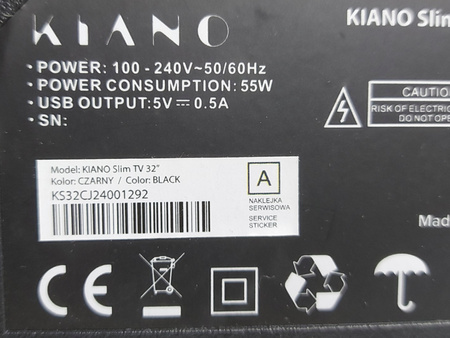 KIANO
KIANO Slim
• POWER: 100 - 240V~50/60Hz
• POWER CONSUMPTION: 55W
• USB OUTPUT:5V ⎓ 0.5A
• SN:
CAUTIO
RISK OF ELECTRIC
DO NOT OPE
Model: KIANO Slim TV 32"
Kolor: CZARNY / Color: BLACK
KS32CJ24001292
A
NAKLEJKA
SERWISOWA
SERVICE
STICKER
Mad
CE